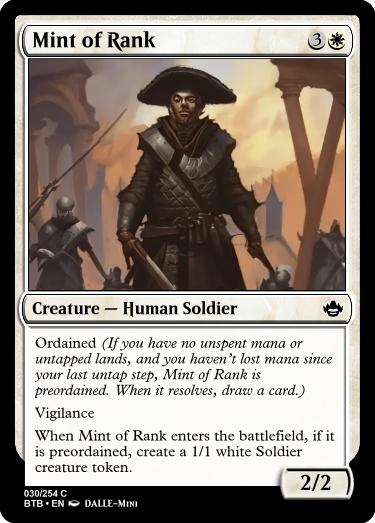 Mint of Rank 3
Creature — Human Soldier
Ordained (If you have no unspent mana or
untapped lands, and you haven't lost mana since
your last untap step, Mint of Rank is
preordained. When it resolves, draw a card.)
Vigilance
When Mint of Rank enters the battlefield, if it
is preordained, create a 1/1 white Soldier
creature token.
2/2
030/254 C
BTB • EN DALLE-Mini